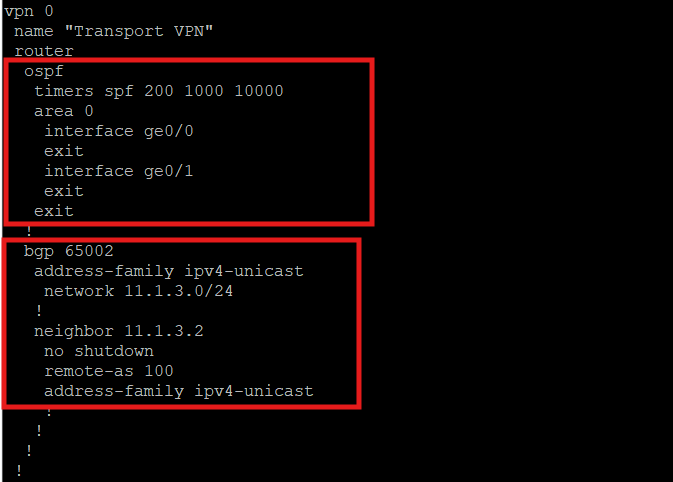 vpn 0
name "Transport VPN"
router
ospf
timers spf 200 1000 10000
area 0
interface ge0/0
exit
interface ge0/1
exit
exit
!
bgp 65002
address-family ipv4-unicast
network 11.1.3.0/24
!
neighbor 11.1.3.2
no shutdown
remote-as 100
address-family ipv4-unicast
!
!
!
!